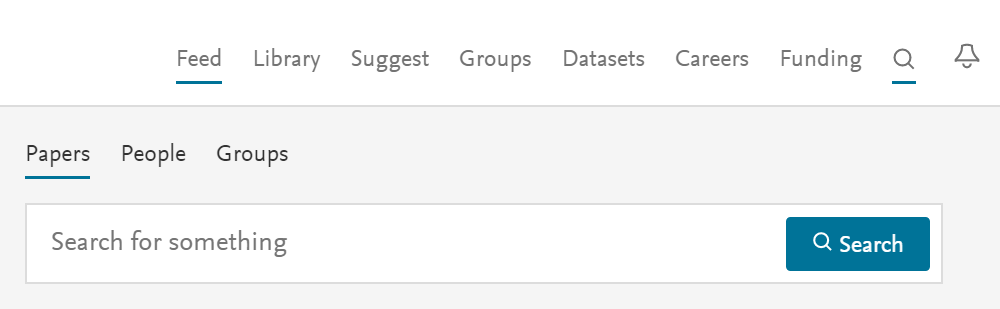 Feed Library Suggest Groups Datasets Careers Funding
Papers People Groups
Search for something
Search